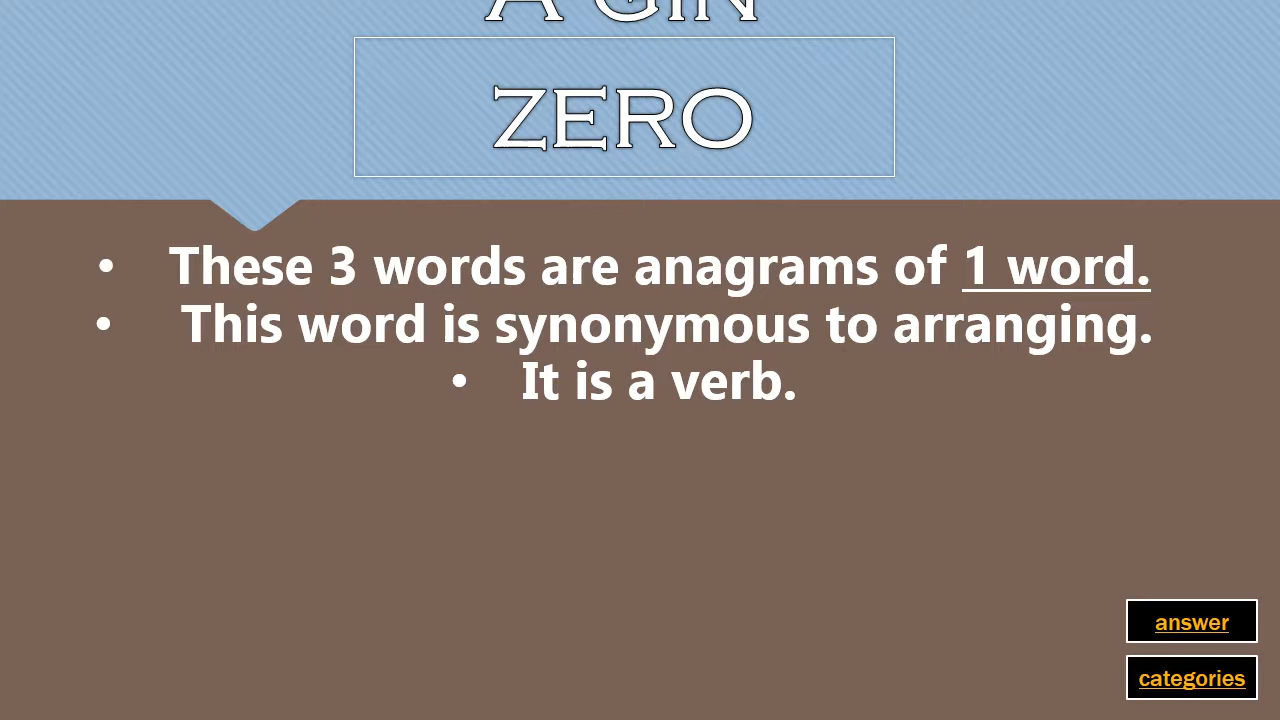 A GIN
ZERO
• These 3 words are anagrams of 1 word.
• This word is synonymous to arranging.
• It is a verb.
answer
categories